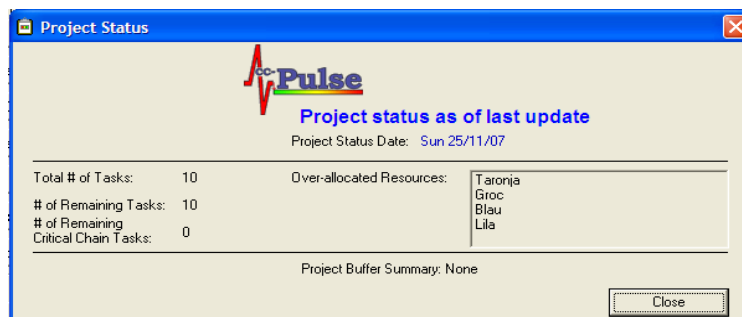 Project Status
cc-Pulse
Project status as of last update
Project Status Date: Sun 25/11/07
Total # of Tasks: 10
# of Remaining Tasks: 10
# of Remaining
Critical Chain Tasks: 0
Over-allocated Resources:
Taronja
Groc
Blau
Lila
Project Buffer Summary: None
Close